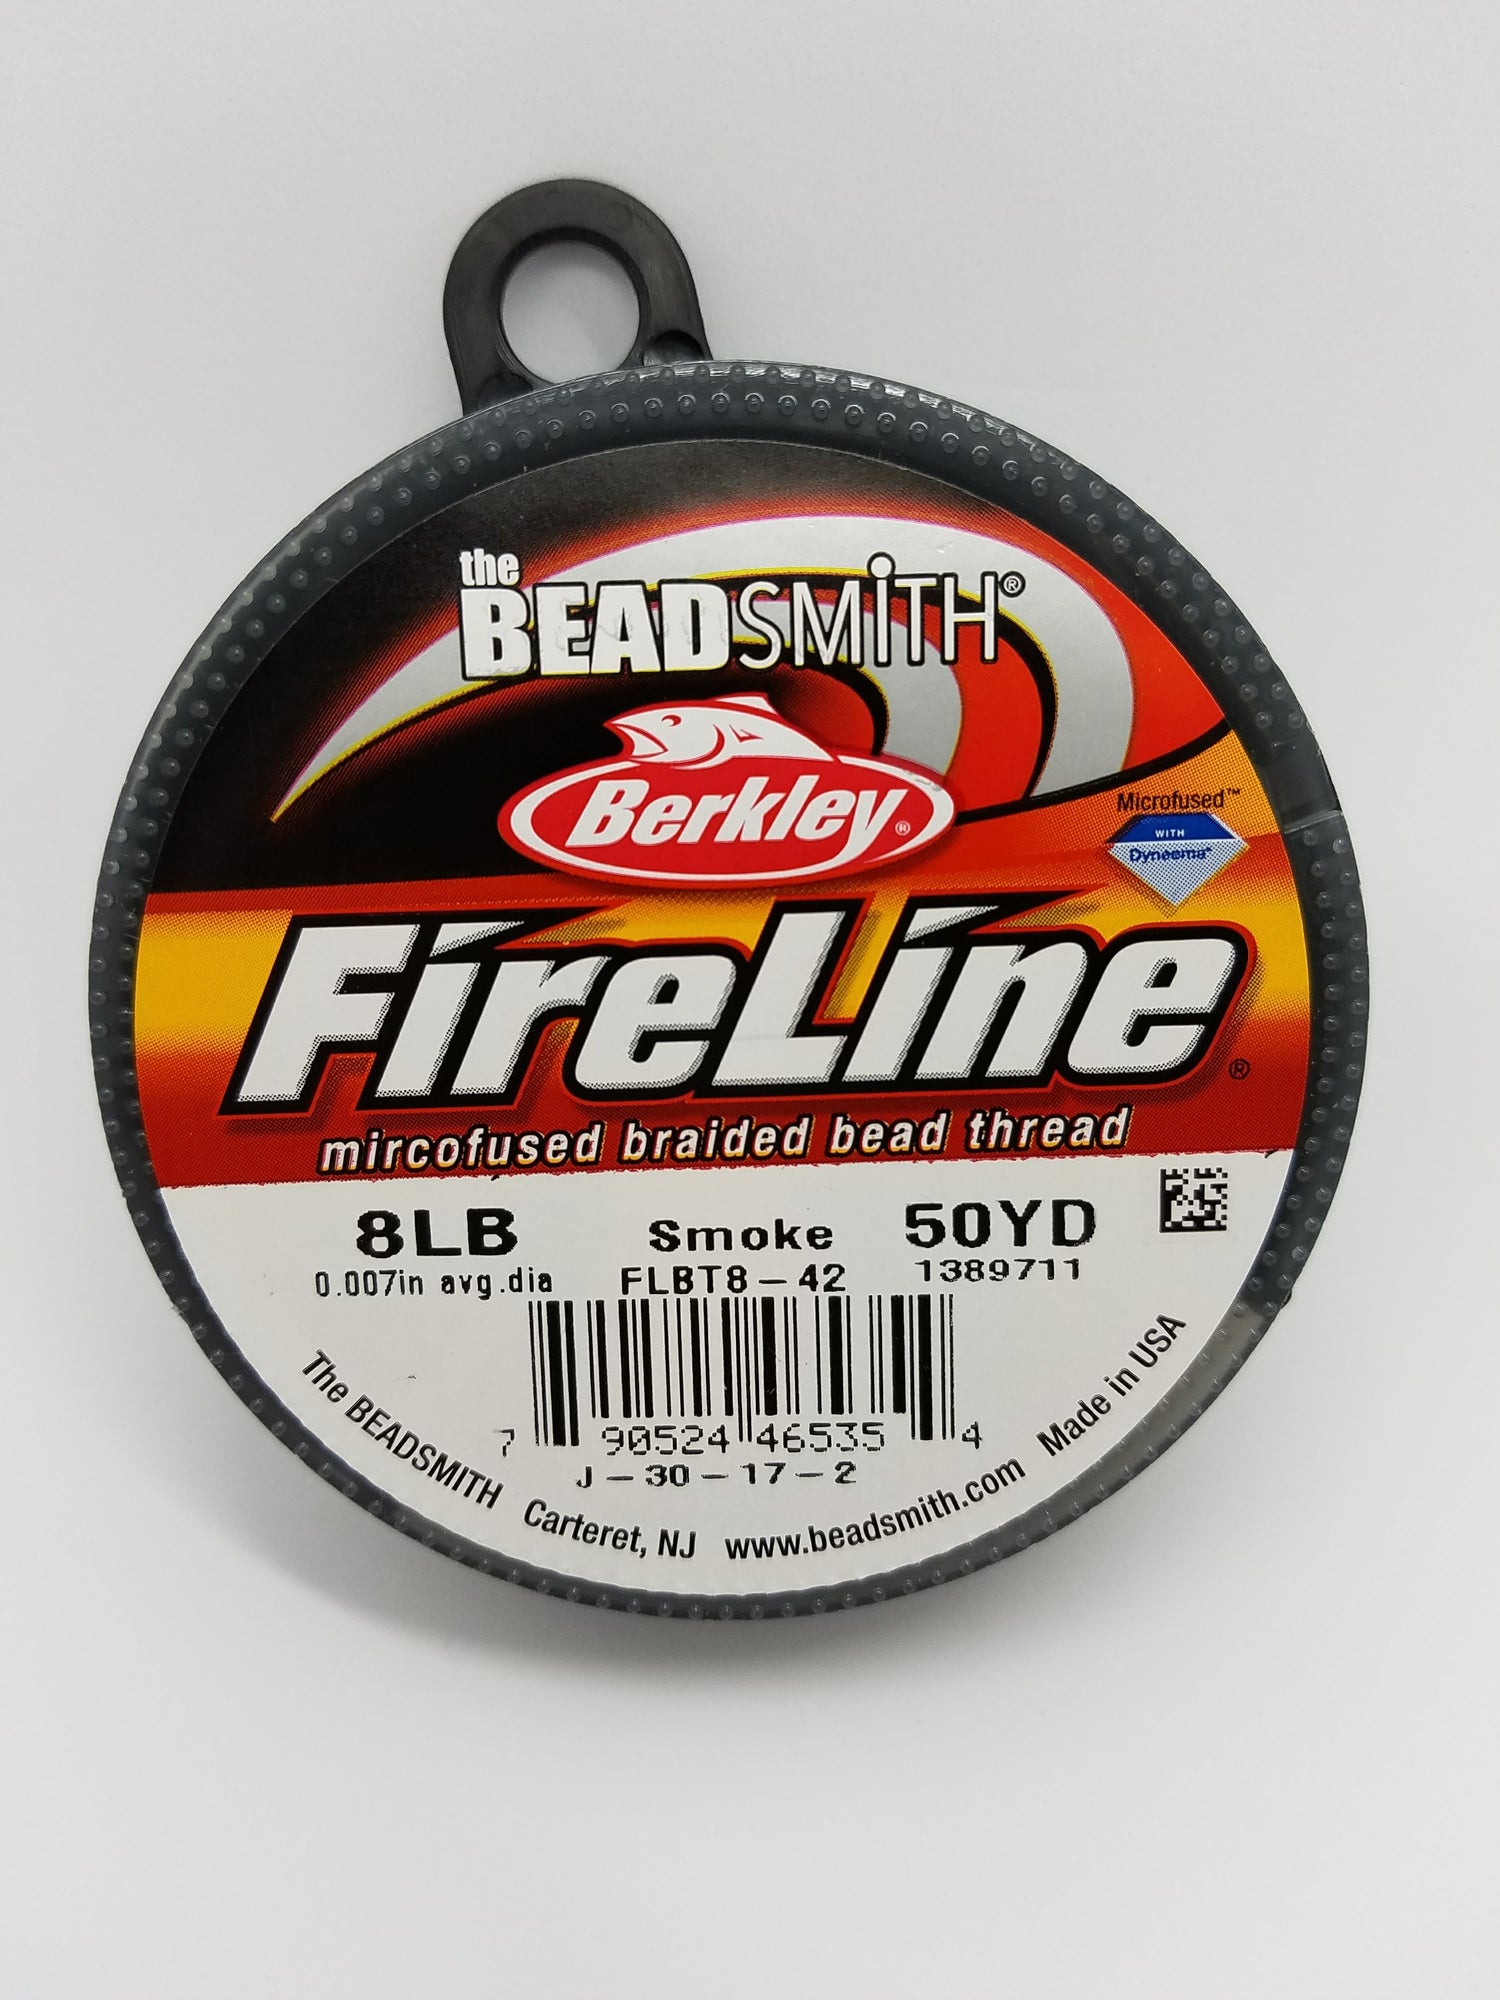 the
BEADSMiTH®
Berkley®
Microfused™
WITH
Dyneema®
FireLine®
mircofused braided bead thread
8LB Smoke 50YD
0.007in avg.dia FLBT8-42 1389711
7 90524 46535 4
J-30-17-2
The BEADSMITH Carteret, NJ www.beadsmith.com Made in USA